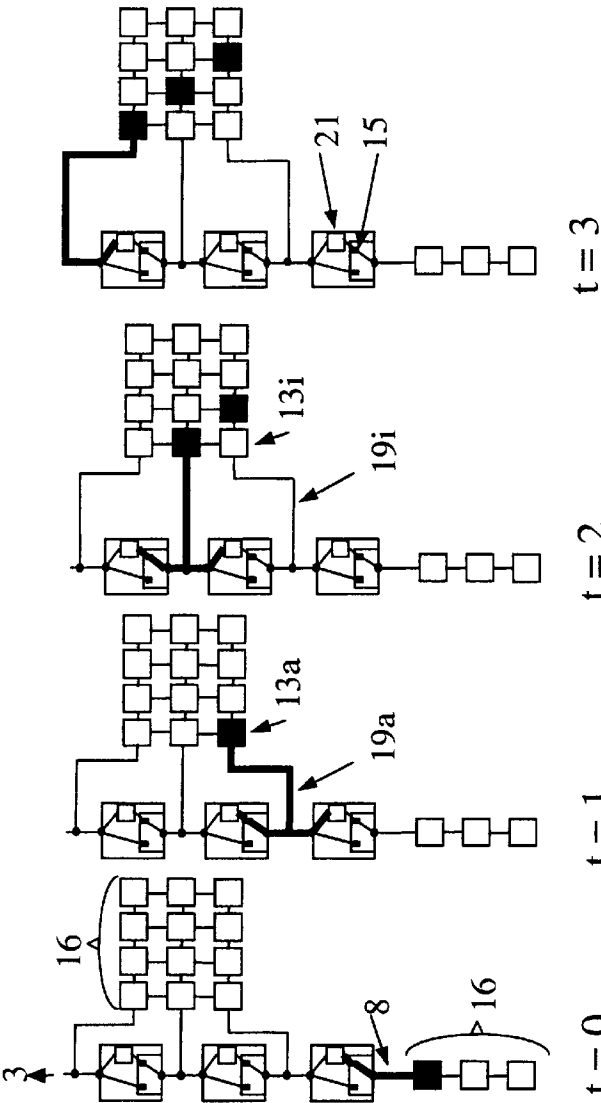 3
16
8
16
t = 0
13a
19a
t = 1
13i
19i
t = 2
21
15
t = 3